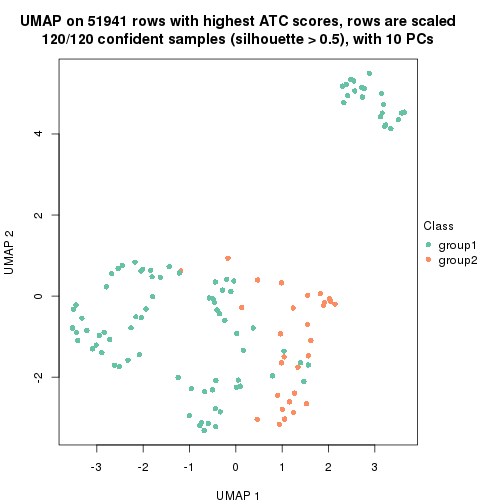 UMAP on 51941 rows with highest ATC scores, rows are scaled
120/120 confident samples (silhouette > 0.5), with 10 PCs
4
2
0
-2
UMAP 2
-3
-2
-1
0
1
2
3
UMAP 1
Class
group1
group2